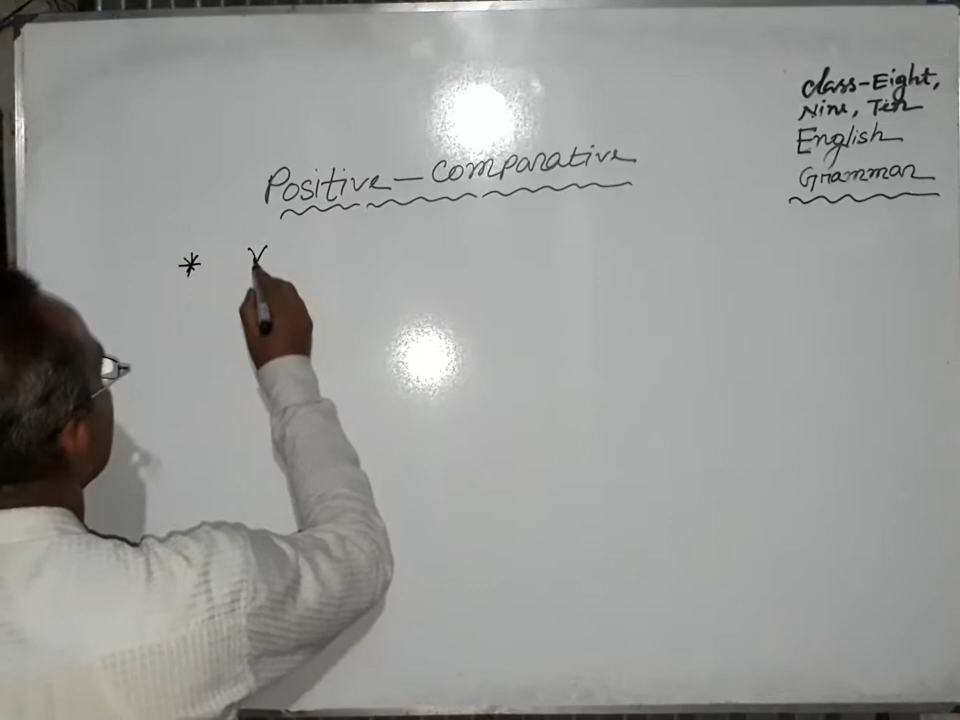 Class-Eight,
Nine, Ten
English
Grammar
Positive-Comparative
*